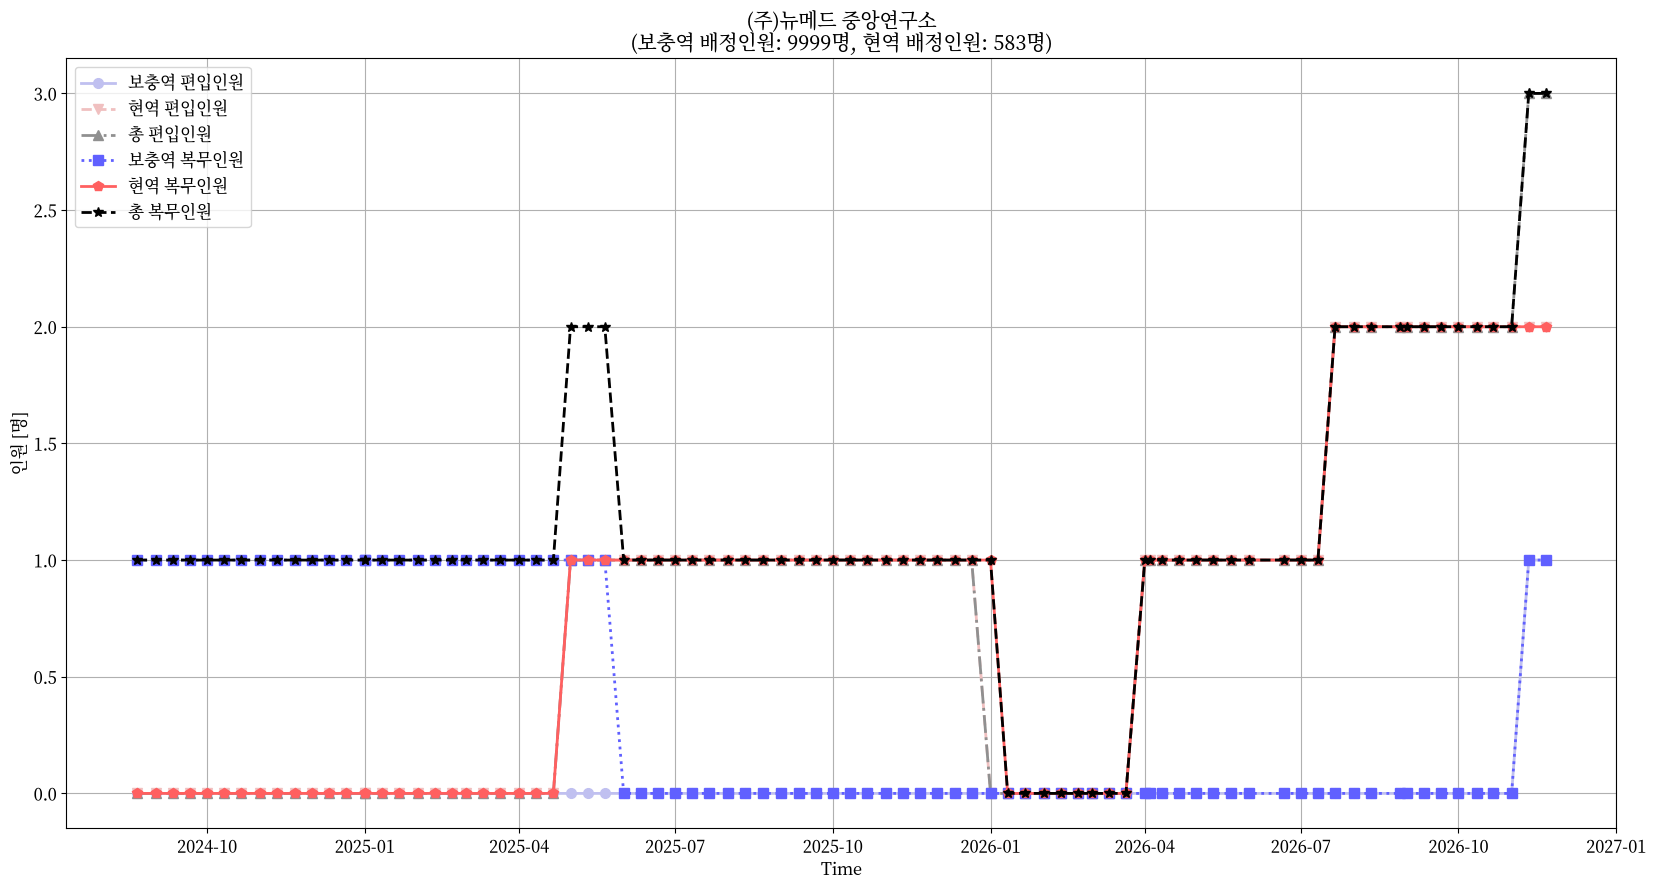 (주)뉴메드 중앙연구소
(보충역 배정인원: 9999명, 현역 배정인원: 583명)
보충역 편입인원
현역 편입인원
총 편입인원
보충역 복무인원
현역 복무인원
총 복무인원
인원 [명]
3.0
2.5
2.0
1.5
1.0
0.5
0.0
2024-10
2025-01
2025-04
2025-07
2025-10
2026-01
2026-04
2026-07
2026-10
2027-01
Time